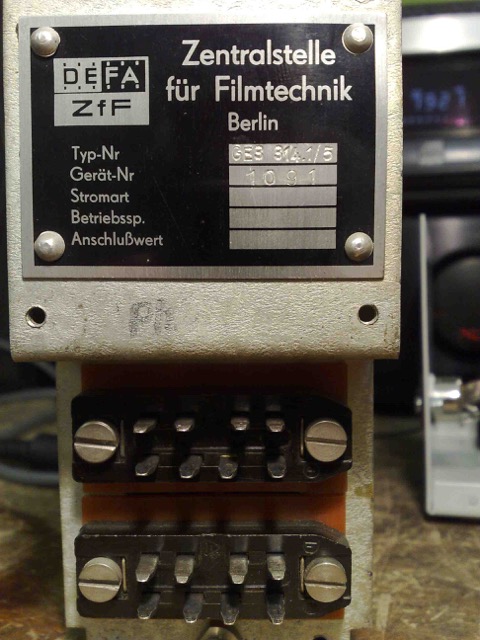 DEFA
ZfF
Zentralstelle
für Filmtechnik
Berlin
Typ-Nr
Gerät-Nr 1091
Stromart
Betriebssp.
Anschlußwert